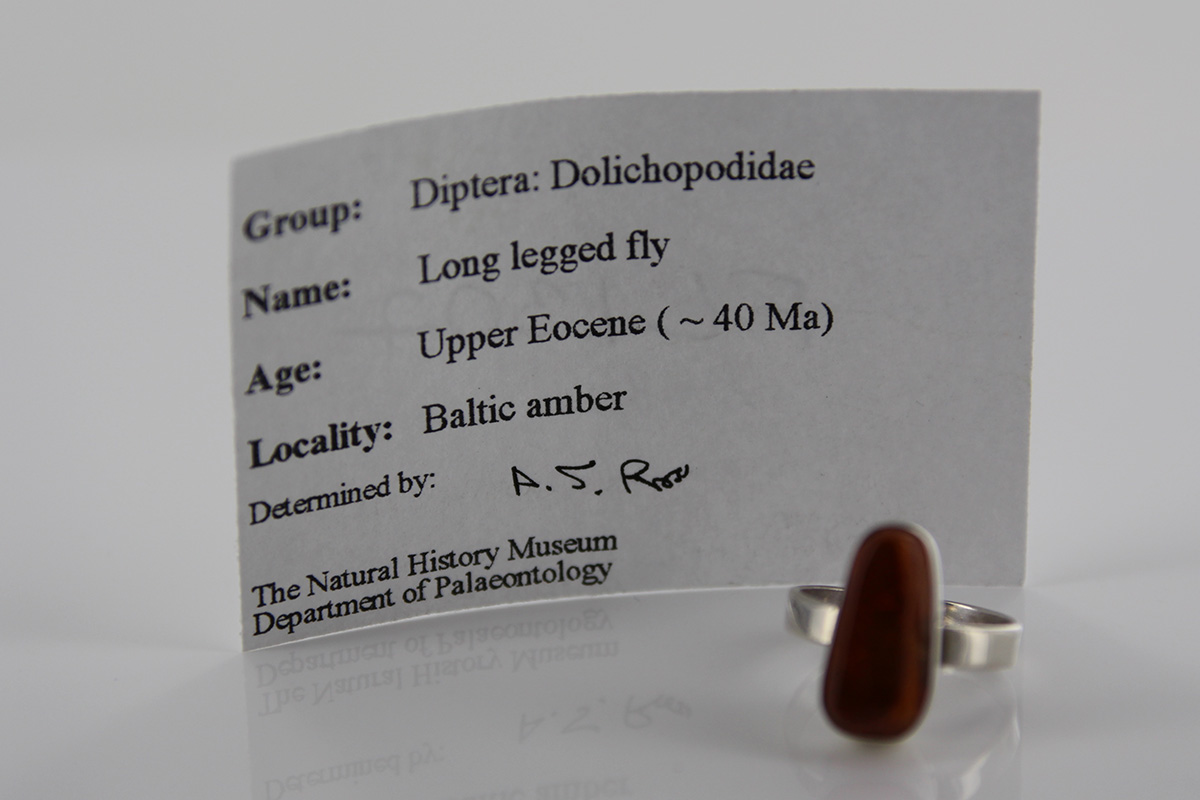 Group: Diptera: Dolichopodidae
Name: Long legged fly
Age: Upper Eocene ( ~ 40 Ma)
Locality: Baltic amber
Determined by: A.J. Ross
The Natural History Museum
Department of Palaeontology